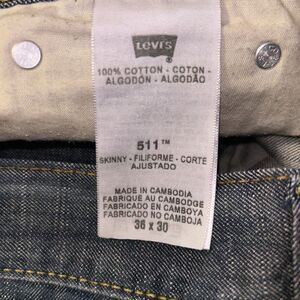 LEVI'S
®
100% COTTON - COTON -
ALGODÓN - ALGODÃO
511™
SKINNY - FILIFORME - CORTE
AJUSTADO
MADE IN CAMBODIA
FABRIQUÉ AU CAMBODGE
FABRICADO EN CAMBOYA
FABRICADO NO CAMBOJA
36 x 30